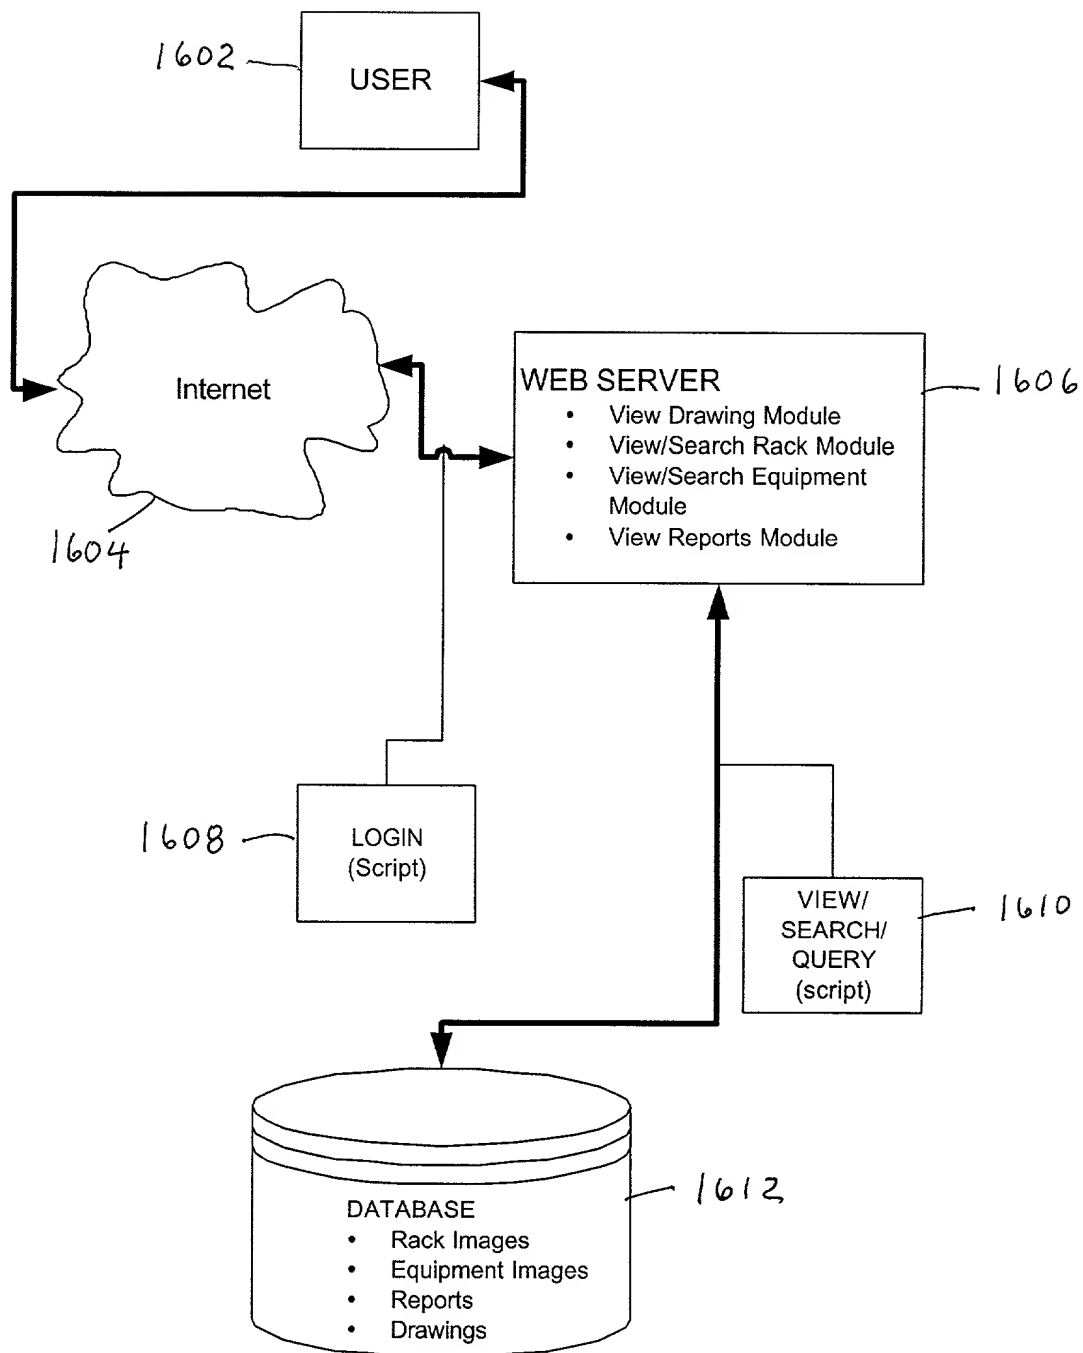 1602
USER
Internet
1604
WEB SERVER
• View Drawing Module
• View/Search Rack Module
• View/Search Equipment
Module
• View Reports Module
1606
1608
LOGIN
(Script)
VIEW/
SEARCH/
QUERY
(script)
1610
1612
DATABASE
• Rack Images
• Equipment Images
• Reports
• Drawings